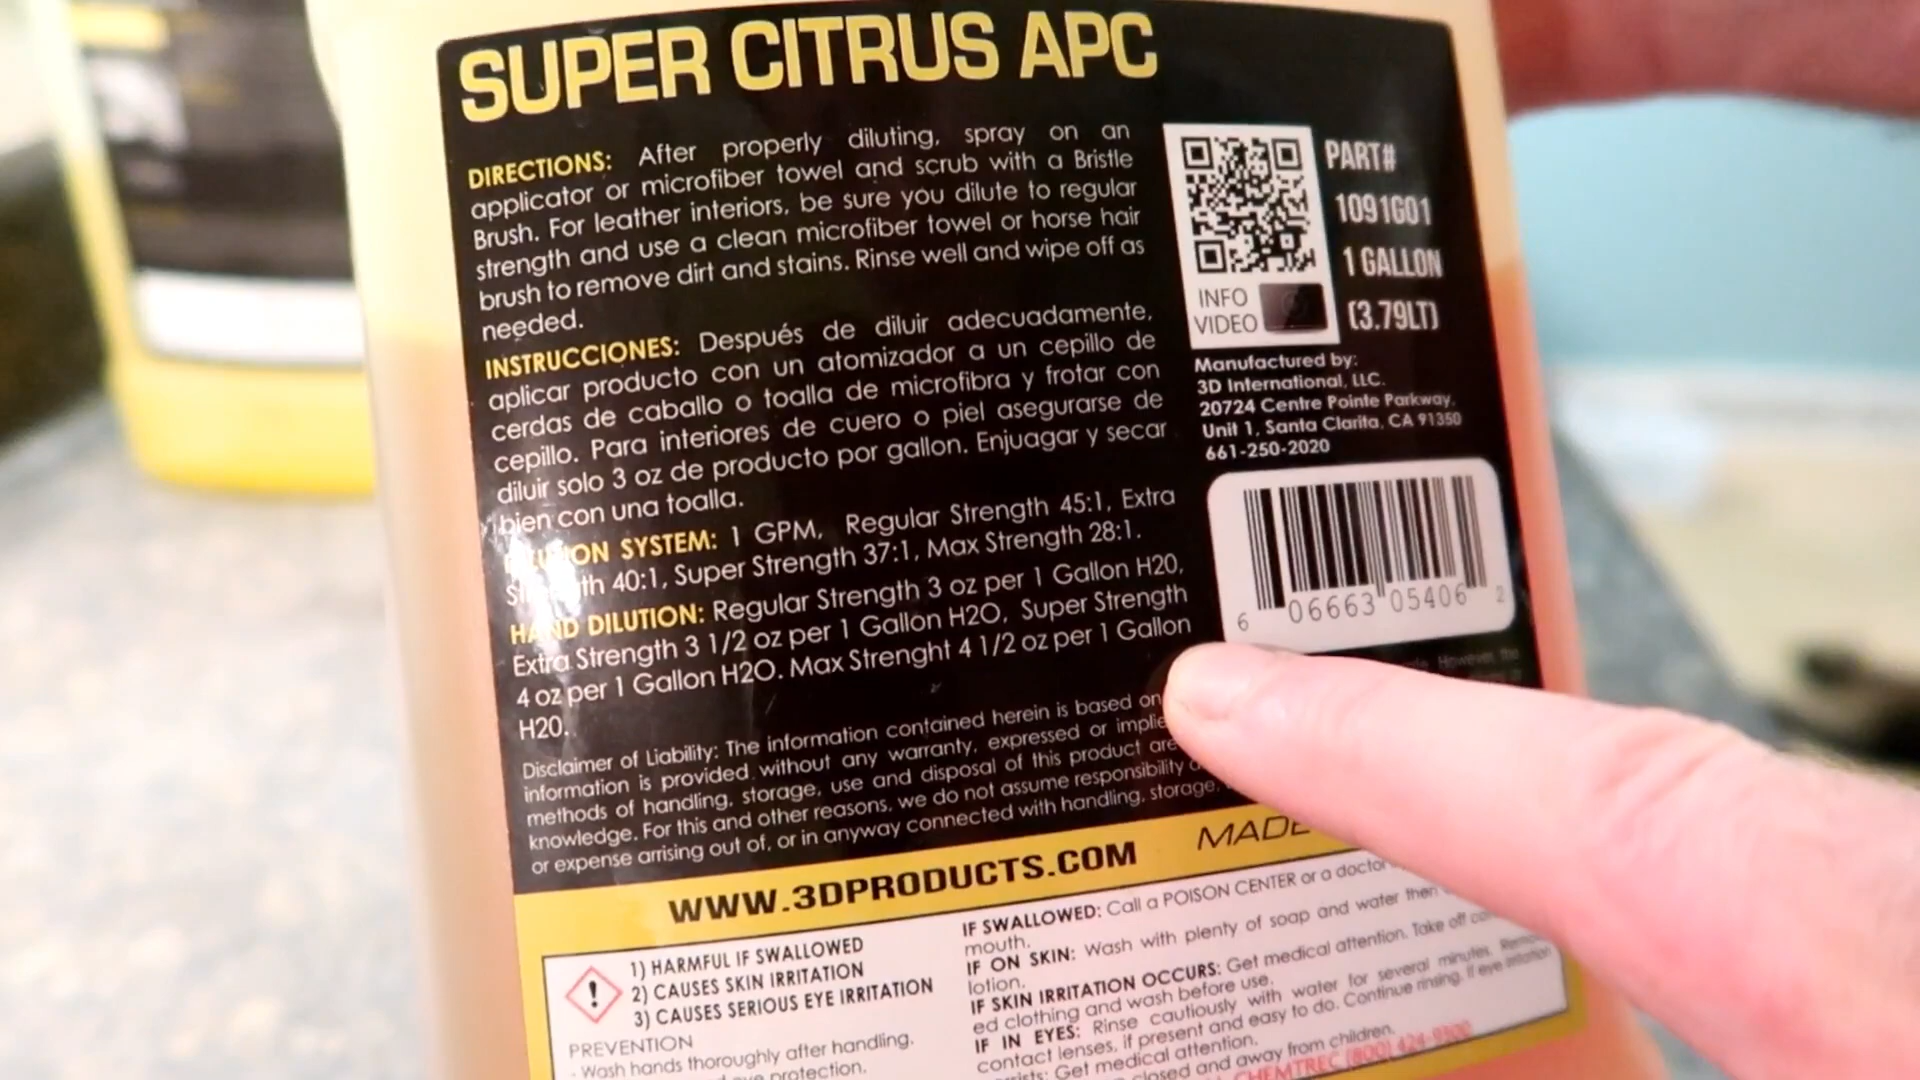 SUPER CITRUS APC
DIRECTIONS: After properly diluting, spray on an
applicator or microfiber towel and scrub with a Bristle
Brush. For leather interiors, be sure you dilute to regular
strength and use a clean microfiber towel or horse hair
brush to remove dirt and stains. Rinse well and wipe off as
needed.
INSTRUCCIONES: Después de diluir adecuadamente,
aplicar producto con un atomizador a un cepillo de
cerdas de caballo o toalla de microfibra y frotar con
cepillo. Para interiores de cuero o piel asegurarse de
diluir solo 3 oz de producto por gallon. Enjuagar y secar
bien con una toalla.
SYSTEM: 1 GPM, Regular Strength 45:1, Extra
40:1, Super Strength 37:1, Max Strength 28:1.
HAND DILUTION: Regular Strength 3 oz per 1 Gallon H20,
Extra Strength 3 1/2 oz per 1 Gallon H2O, Super Strength
4 oz per 1 Gallon H2O. Max Strenght 4 1/2 oz per 1 Gallon
H20.
Disclaimer of Liability: The information contained herein is based on
information is provided without any warranty, expressed or
methods of handling, storage, use and disposal of this product are
knowledge. For this and other reasons, we do not assume responsibility
or expense arrising out of, or in anyway connected with handling, storage,
PART#
1091G01
1 GALLON
(3.79LT)
INFO
VIDEO
Manufactured by:
3D International, LLC.
20724 Centre Pointe Parkway,
Unit 1, Santa Clarita, CA 91350
661-250-2020
6 06663 05406 2
However, the
WWW.3DPRODUCTS.COM
MADE
1) HARMFUL IF SWALLOWED
2) CAUSES SKIN IRRITATION
3) CAUSES SERIOUS EYE IRRITATION
PREVENTION
- Wash hands thoroughly after handling.
protection.
IF SWALLOWED: Call a POISON CENTER or a doctor
mouth.
IF ON SKIN: Wash with plenty of soap and water then
lotion.
IF SKIN IRRITATION OCCURS: Get medical attention. Take off
ed clothing and wash before use.
IF IN EYES: Rinse cautiously with water for several minutes.
contact lenses, if present and easy to do. Continue rinsing. If eye irritation
Get medical attention.
closed and away from children.
CHEMTREC (800) 424-9300